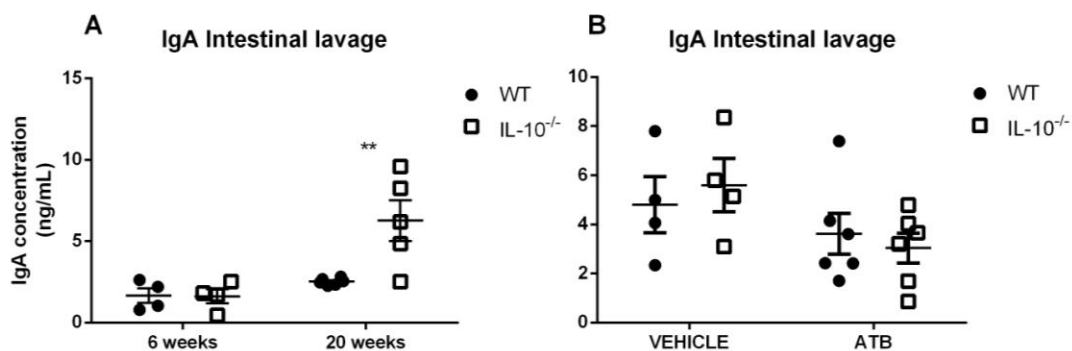 A
IgA Intestinal lavage
IgA concentration
(ng/mL)
15
10
5
0
**
WT
IL-10-/-
6 weeks
20 weeks
B
IgA Intestinal lavage
10
8
6
4
2
0
WT
IL-10-/-
VEHICLE
ATB